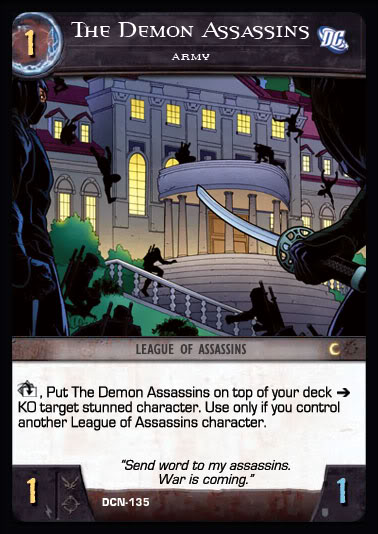 1
The Demon Assassins
DC
ARMY
LEAGUE OF ASSASSINS
C
, Put The Demon Assassins on top of your deck ➔
KO target stunned character. Use only if you control
another League of Assassins character.
"Send word to my assassins.
War is coming."
1
DCN-135
1